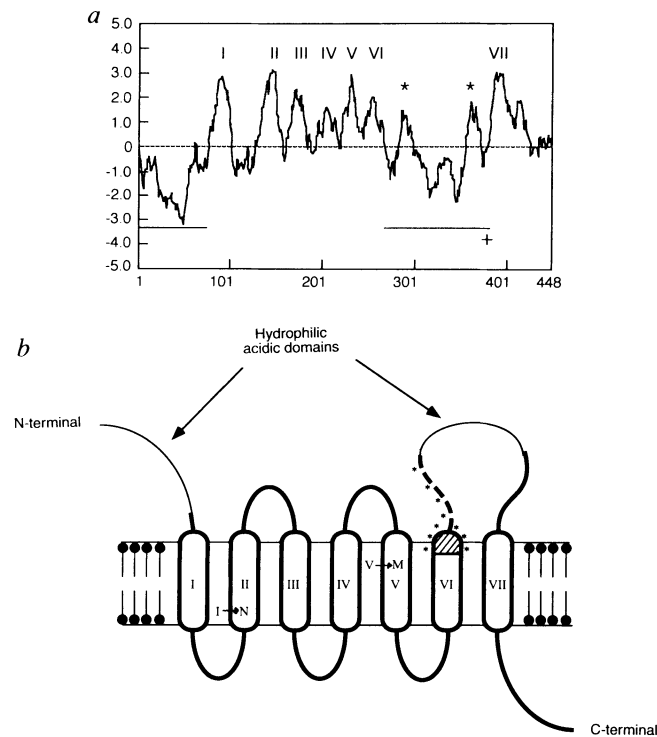 a
5.0
4.0
3.0
2.0
1.0
0
-1.0
-2.0
-3.0
-4.0
5.0
I II III IV V VI VII
* *
+
1 101 201 301 401 448
b
Hydrophilic
acidic domains
N-terminal
I II III IV V VI VII
V→M
I→N
C-terminal